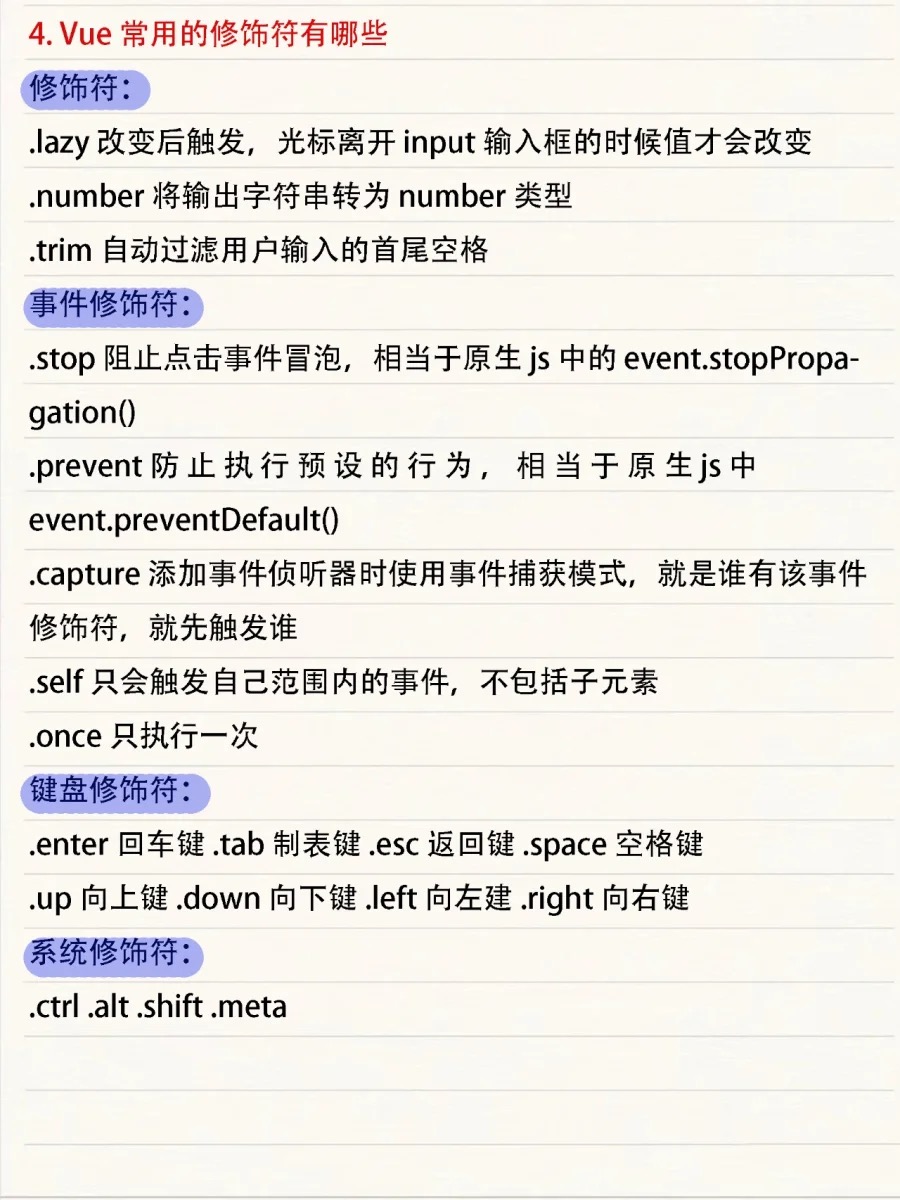 4. Vue 常用的修饰符有哪些
修饰符：
.lazy 改变后触发，光标离开 input 输入框的时候值才会改变
.number 将输出字符串转为 number 类型
.trim 自动过滤用户输入的首尾空格
事件修饰符：
.stop 阻止点击事件冒泡，相当于原生 js 中的 event.stopPropa-
gation()
.prevent 防止执行预设的行为，相当于原生 js 中
event.preventDefault()
.capture 添加事件侦听器时使用事件捕获模式，就是谁有该事件
修饰符，就先触发谁
.self 只会触发自己范围内的事件，不包括子元素
.once 只执行一次
键盘修饰符：
.enter 回车键 .tab 制表键 .esc 返回键 .space 空格键
.up 向上键 .down 向下键 .left 向左建 .right 向右键
系统修饰符：
.ctrl .alt .shift .meta